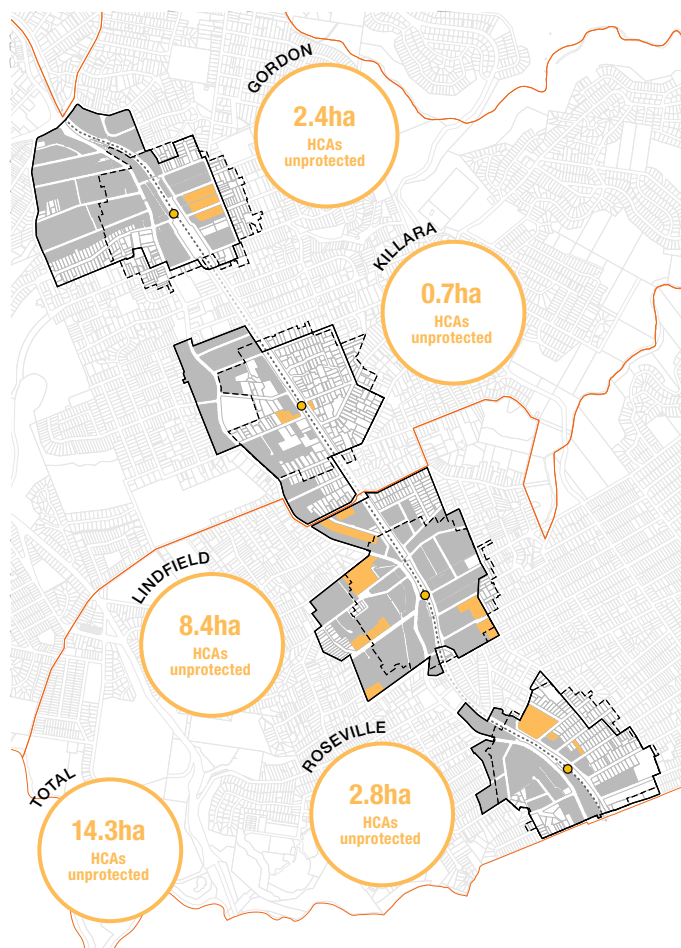 GORDON
2.4ha
HCAs
unprotected
KILLARA
0.7ha
HCAs
unprotected
LINDFIELD
8.4ha
HCAs
unprotected
ROSEVILLE
2.8ha
HCAs
unprotected
TOTAL
14.3ha
HCAs
unprotected